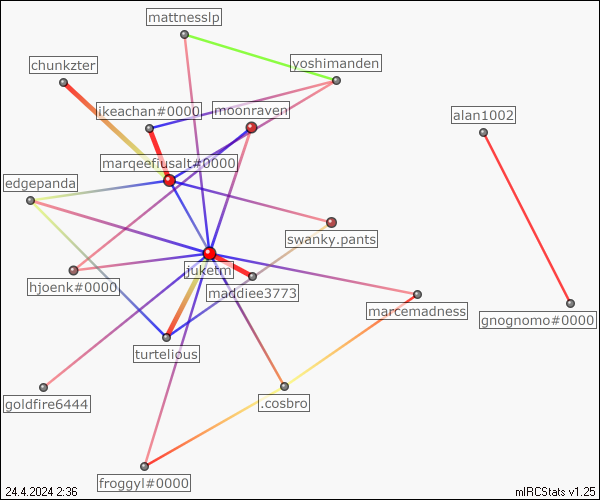 mattnesslp
yoshimanden
chunkzter
ikeachan#0000
moonraven
alan1002
marqeefiusalt#0000
edgepanda
swanky.pants
juketm
hjoenk#0000
maddiee3773
marcemadness
gnognomo#0000
turtelious
goldfire6444
.cosbro
froggyl#0000
24.4.2024 2:36
mIRCStats v1.25